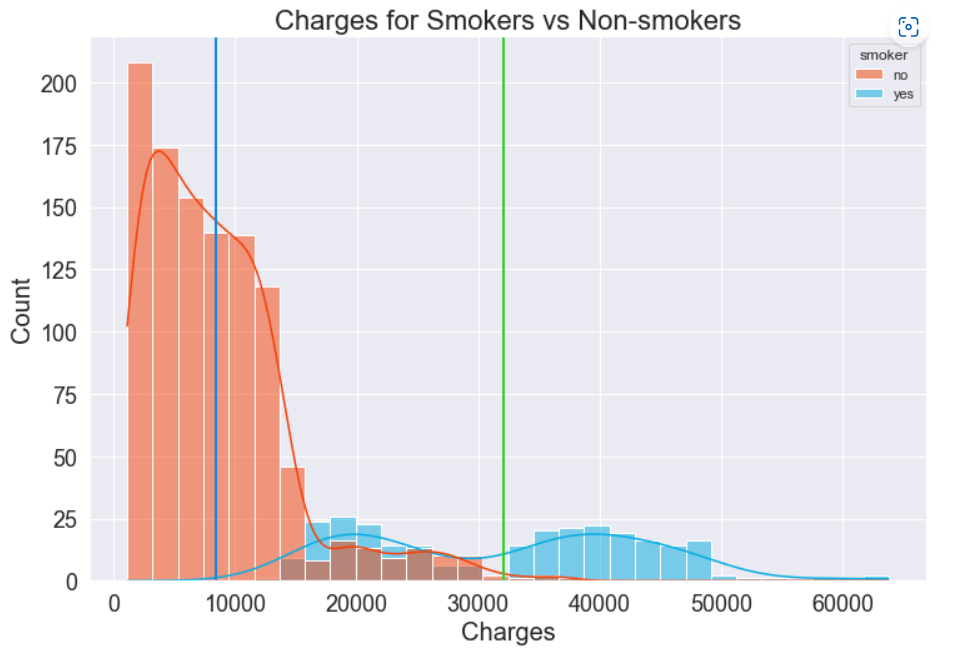 Charges for Smokers vs Non-smokers
smoker
no
yes
200
175
150
125
100
75
50
25
0
Count
0 10000 20000 30000 40000 50000 60000
Charges